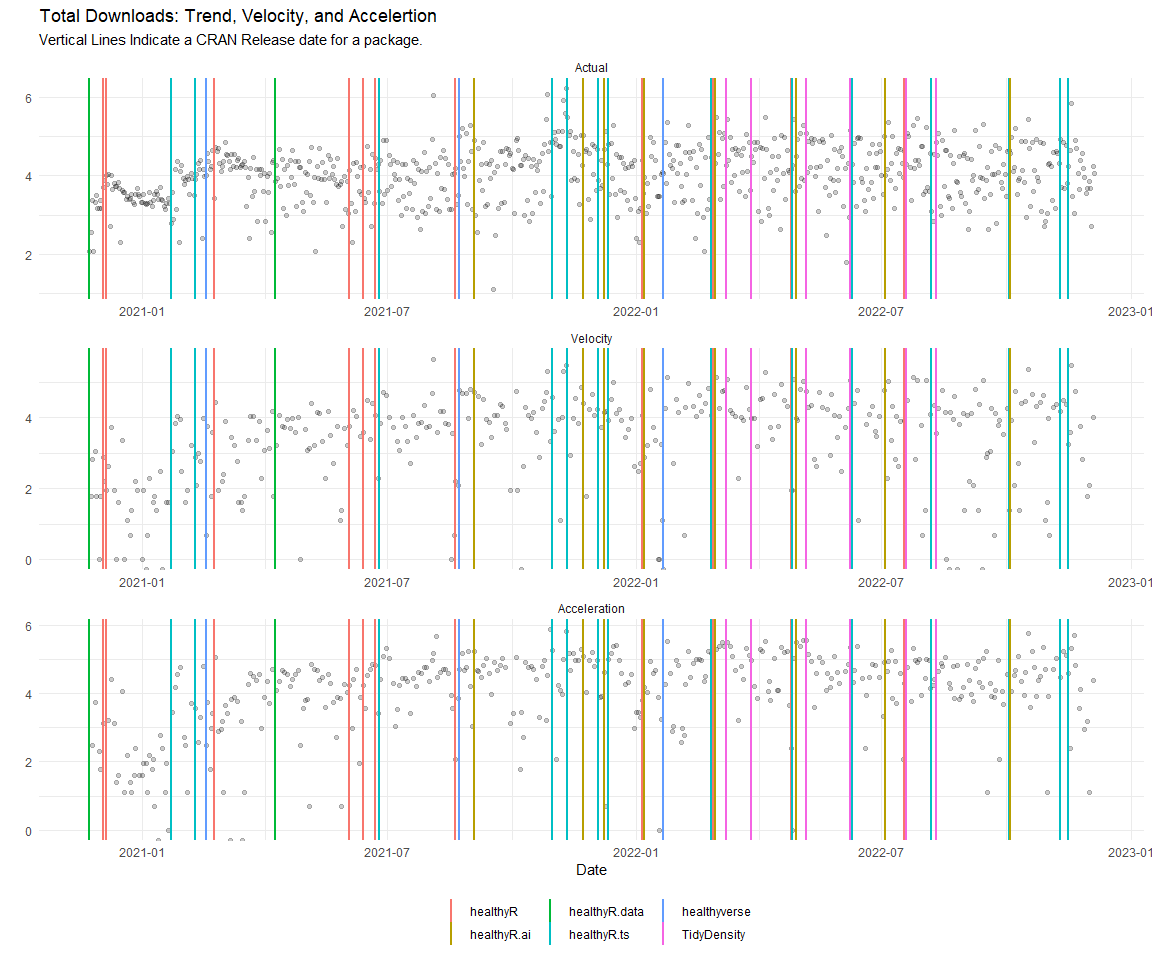 Total Downloads: Trend, Velocity, and Accelertion
Vertical Lines Indicate a CRAN Release date for a package.
Actual
6
4
2
2021-01 2021-07 2022-01 2022-07 2023-01
Velocity
4
2
0
2021-01 2021-07 2022-01 2022-07 2023-01
Acceleration
6
4
2
0
2021-01 2021-07 2022-01 2022-07 2023-01
Date
healthyR healthyR.data healthyverse
healthyR.ai healthyR.ts TidyDensity